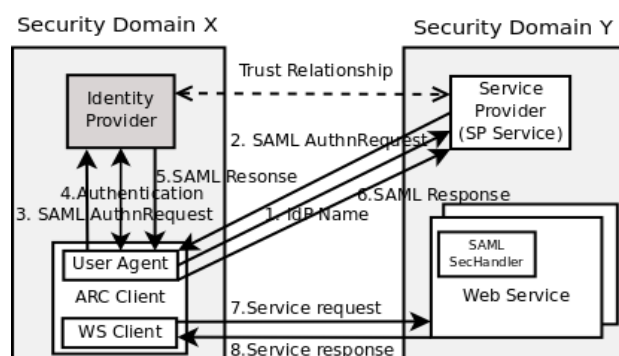 Security Domain X
Security Domain Y
Trust Relationship
Identity
Provider
Service
Provider
(SP Service)
2. SAML AuthnRequest
5.SAML Resonse
4.Authentication
6.SAML Response
3. SAML AuthnRequest
1. IdP Name
User Agent
ARC Client
WS Client
SAML
SecHandler
Web Service
7.Service request
8.Service response